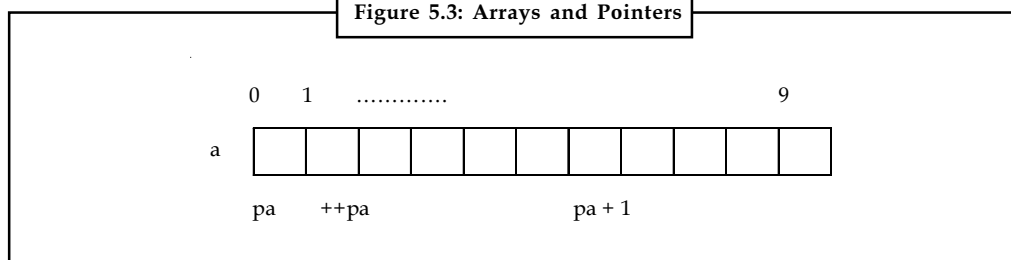 Figure 5.3: Arrays and Pointers
0 1 ............. 9
a
pa ++pa pa + 1